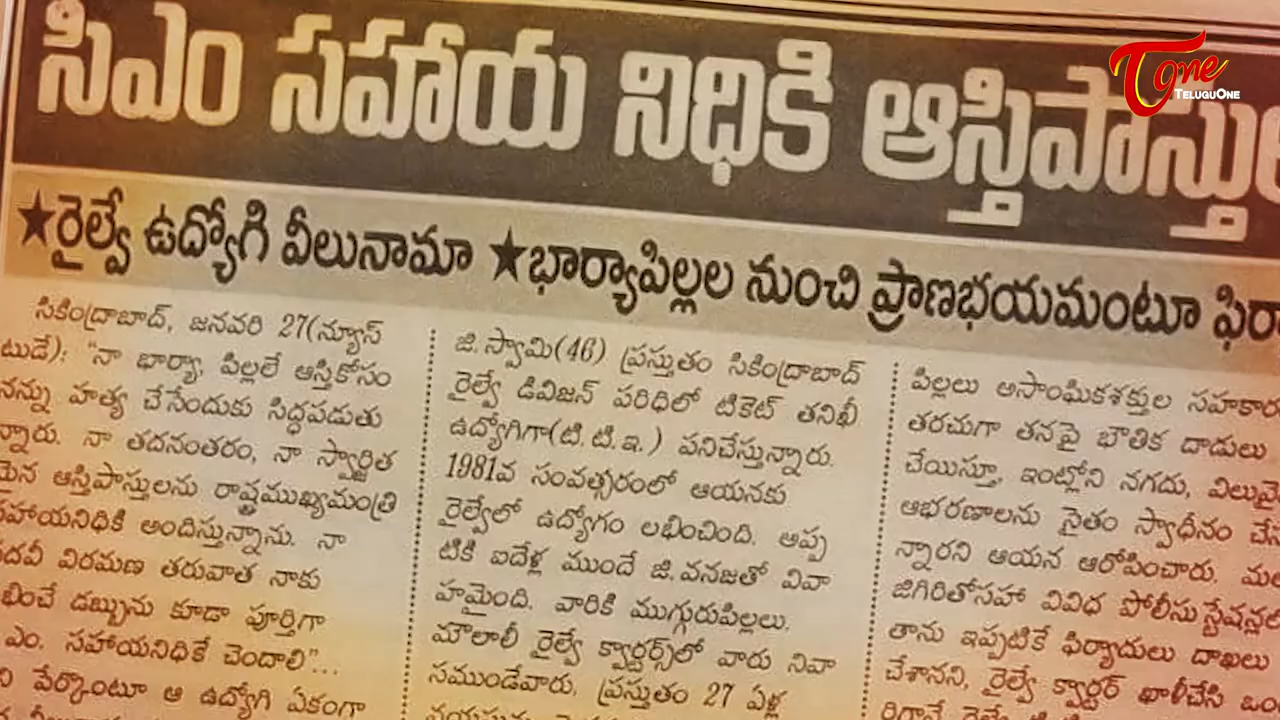 సిఎం సహాయ నిధికి ఆస్తిపాస్తుల
★రైల్వే ఉద్యోగి వీలునామా ★భార్యాపిల్లల నుంచి ప్రాణభయమంటూ ఫిరా
సికింద్రాబాద్, జనవరి 27(న్యూస్
టుడే): "నా భార్యా, పిల్లలే ఆస్తికోసం
నన్ను హత్య చేసేందుకు సిద్ధపడుతు
న్నారు. నా తదనంతరం, నా స్వార్జిత
మైన ఆస్తిపాస్తులను రాష్ట్రముఖ్యమంత్రి
సహాయనిధికి అందిస్తున్నాను. నా
పదవీ విరమణ తరువాత నాకు
భించే డబ్బును కూడా పూర్తిగా
ఎం. సహాయనిధికే చెందాలి"...
ని పేర్కొంటూ ఆ ఉద్యోగి ఏకంగా
జి.స్వామి(46) ప్రస్తుతం సికింద్రాబాద్
రైల్వే డివిజన్ పరిధిలో టికెట్ తనిఖీ
ఉద్యోగిగా(టి.టి.ఇ.) పనిచేస్తున్నారు.
1981వ సంవత్సరంలో ఆయనకు
రైల్వేలో ఉద్యోగం లభించింది. అప్ప
టికి ఐదేళ్ల ముందే జి.వనజతో వివా
హమైంది. వారికి ముగ్గురుపిల్లలు.
మౌలాలీ రైల్వే క్వార్టర్స్‌లో వారు నివా
సముండేవారు. ప్రస్తుతం 27 ఏళ్ల
పిల్లలు అసాంఘికశక్తుల సహకార
తరచుగా తనపై భౌతిక దాడులు
చేయిస్తూ, ఇంట్లోని నగదు, విలువై
ఆభరణాలను సైతం స్వాధీనం చేసు
న్నారని ఆయన ఆరోపించారు. మల
జిగిరితోసహా వివిధ పోలీసుస్టేషన్లలో
తాను ఇప్పటికే ఫిర్యాదులు దాఖలు
చేశానని, రైల్వే క్వార్టర్ ఖాళీచేసి ఒం
Tone
TELUGUONE